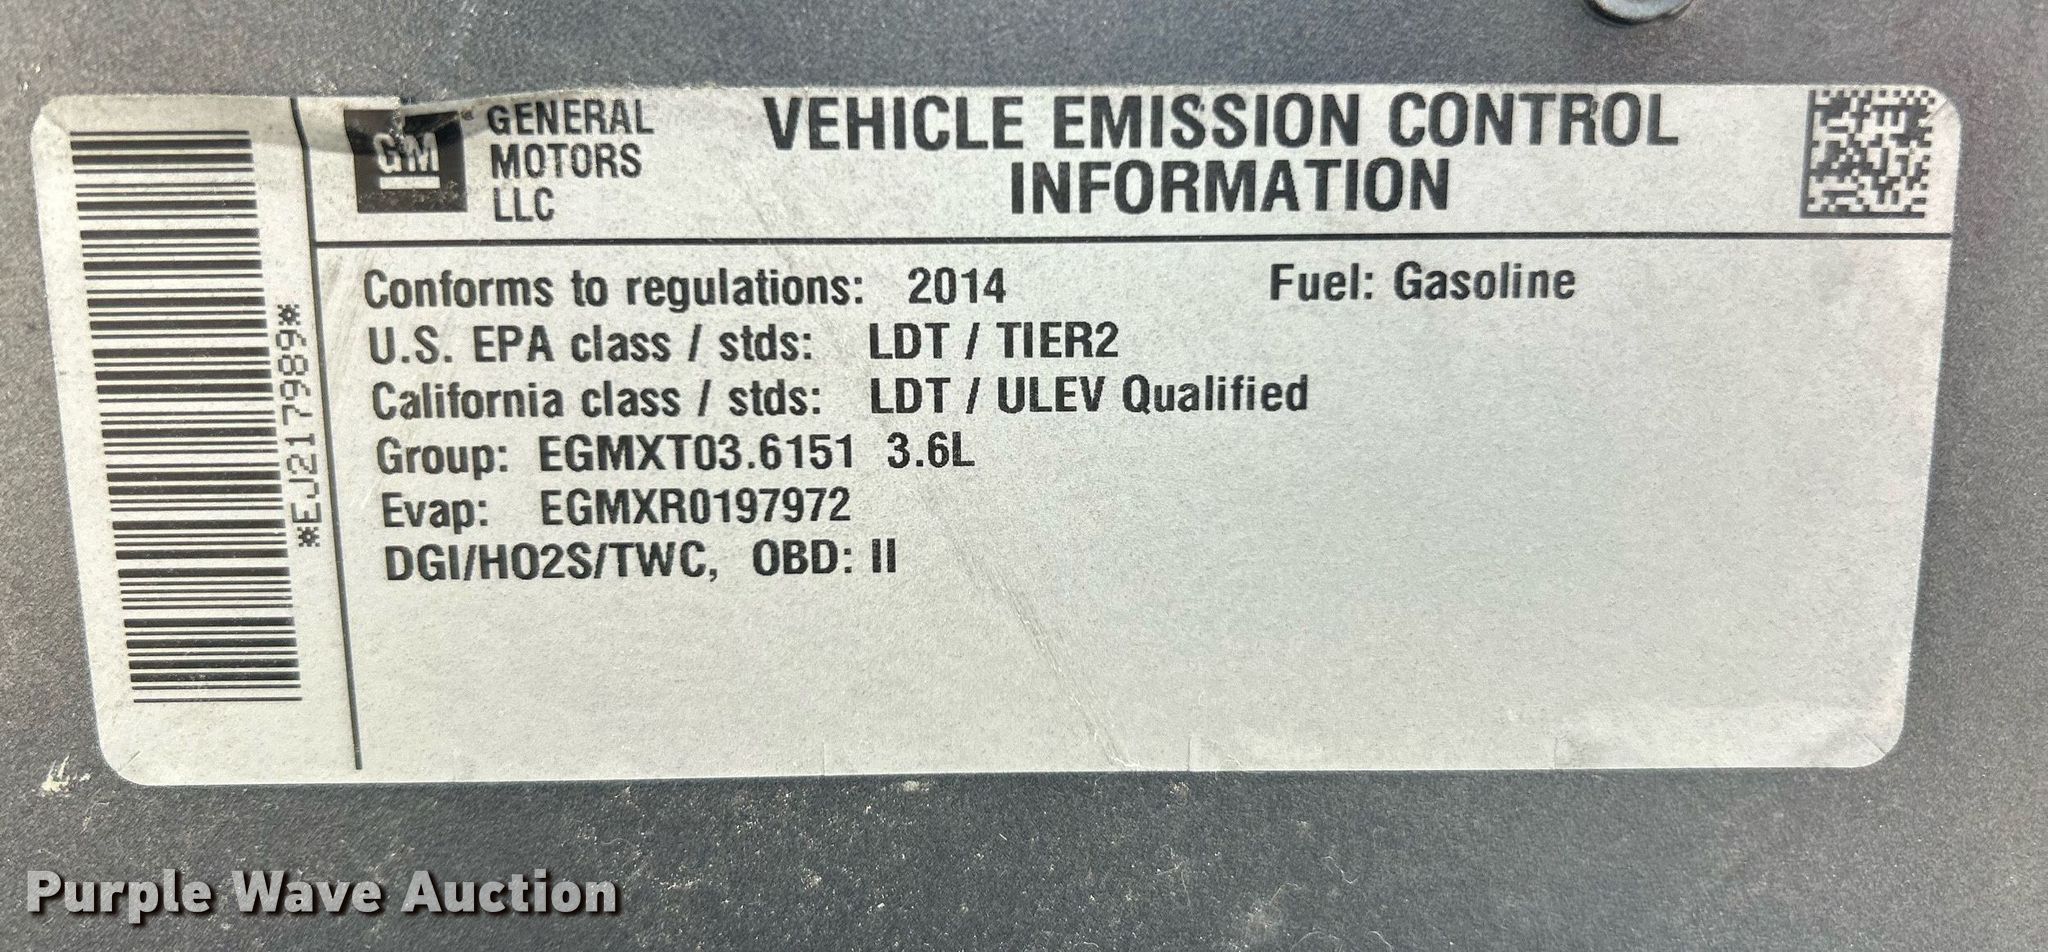 GM
GENERAL
MOTORS
LLC
VEHICLE EMISSION CONTROL
INFORMATION
*EJ217989*
Conforms to regulations: 2014 Fuel: Gasoline
U.S. EPA class / stds: LDT / TIER2
California class / stds: LDT / ULEV Qualified
Group: EGMXT03.6151 3.6L
Evap: EGMXR0197972
DGI/HO2S/TWC, OBD: II
Purple Wave Auction